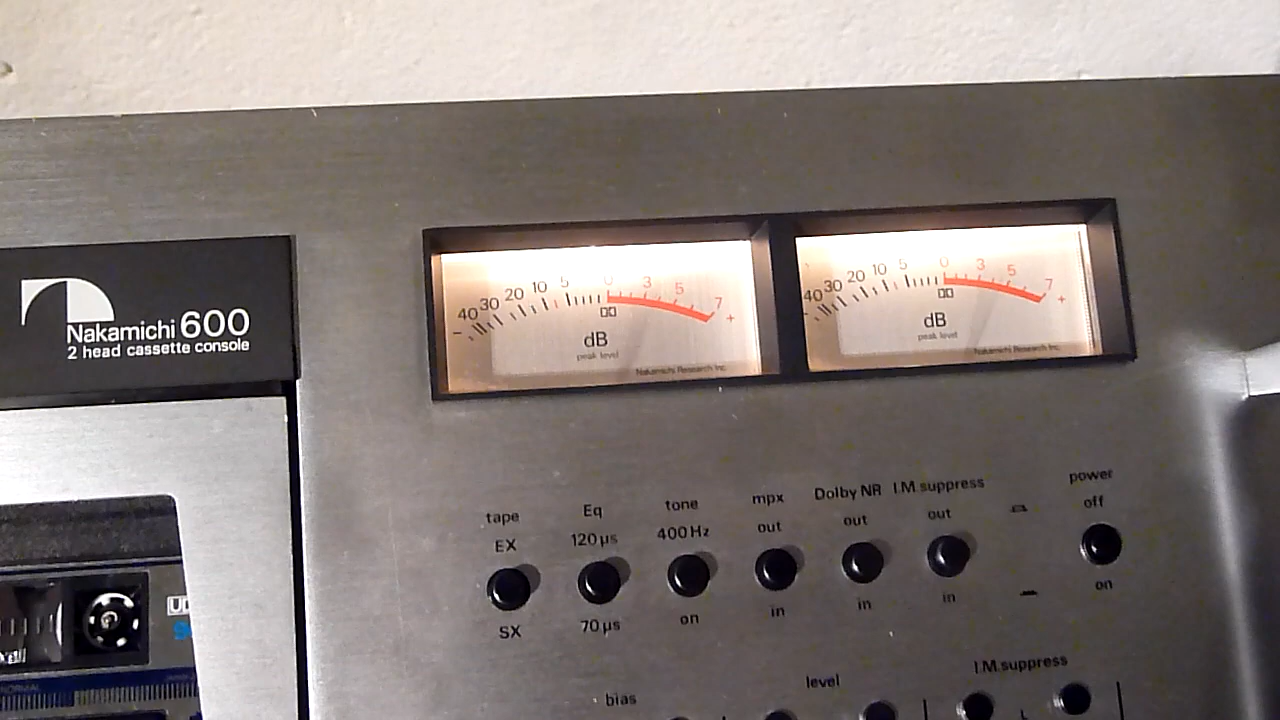 Nakamichi 600
2 head cassette console
40 30 20 10 5 0 3 5 7
− +
dB
peak level
Nakamichi Research Inc.
40 30 20 10 5 0 3 5 7
+
dB
peak level
Nakamichi Research Inc.
tape Eq tone mpx Dolby NR I.M.suppress power
EX 120 µs 400 Hz out out out off
SX 70 µs on in in in on
bias level I.M.suppress
NORMAL